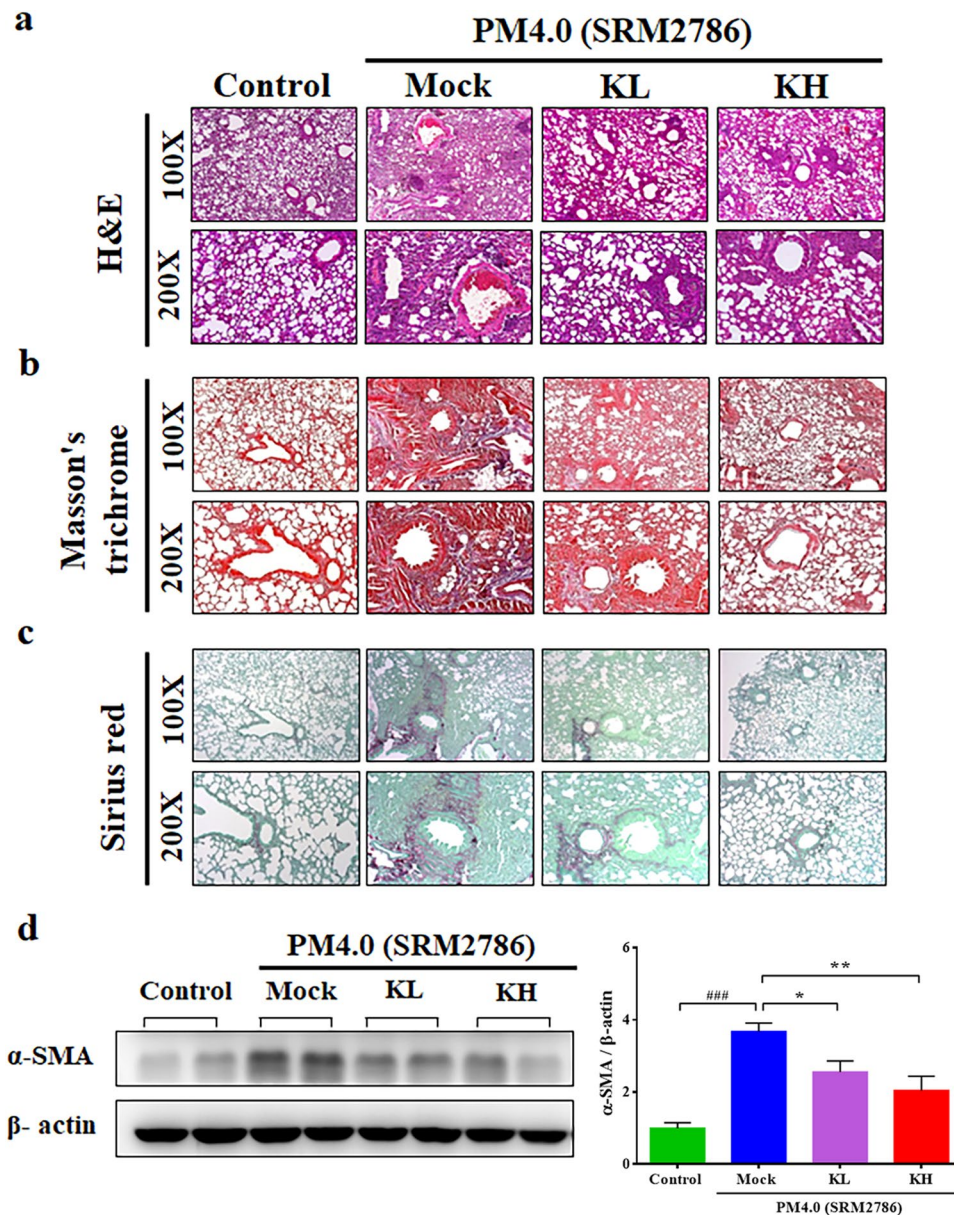 a
PM4.0 (SRM2786)
Control Mock KL KH
H&E
100X
200X
b
Masson's
trichrome
100X
200X
c
Sirius red
100X
200X
d
PM4.0 (SRM2786)
Control Mock KL KH
α-SMA
β- actin
α-SMA / β-actin
6
4
2
0
###
*
**
Control Mock KL KH
PM4.0 (SRM2786)